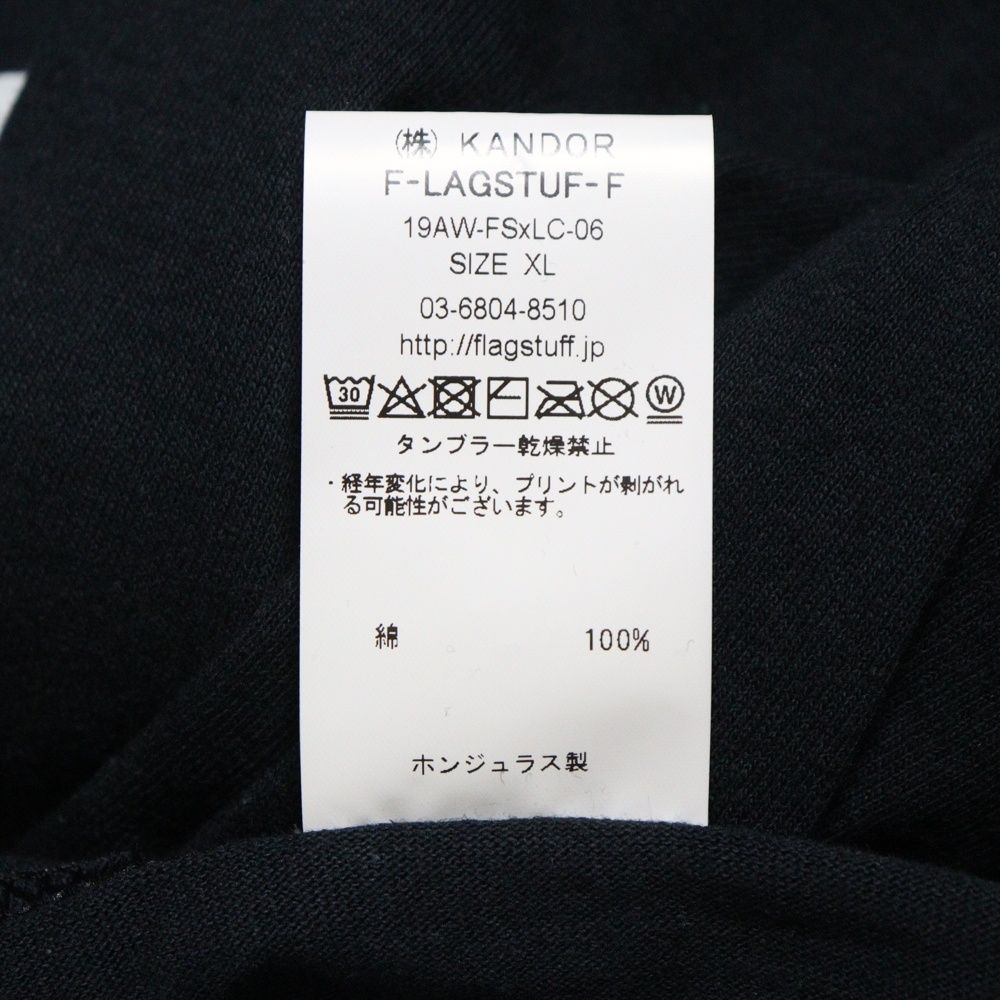 (株) KANDOR
F-LAGSTUF-F
19AW-FSxLC-06
SIZE XL
03-6804-8510
http://flagstuff.jp
30 W
タンブラー乾燥禁止
・経年変化により、プリントが剥がれ
る可能性がございます。
綿 100%
ホンジュラス製